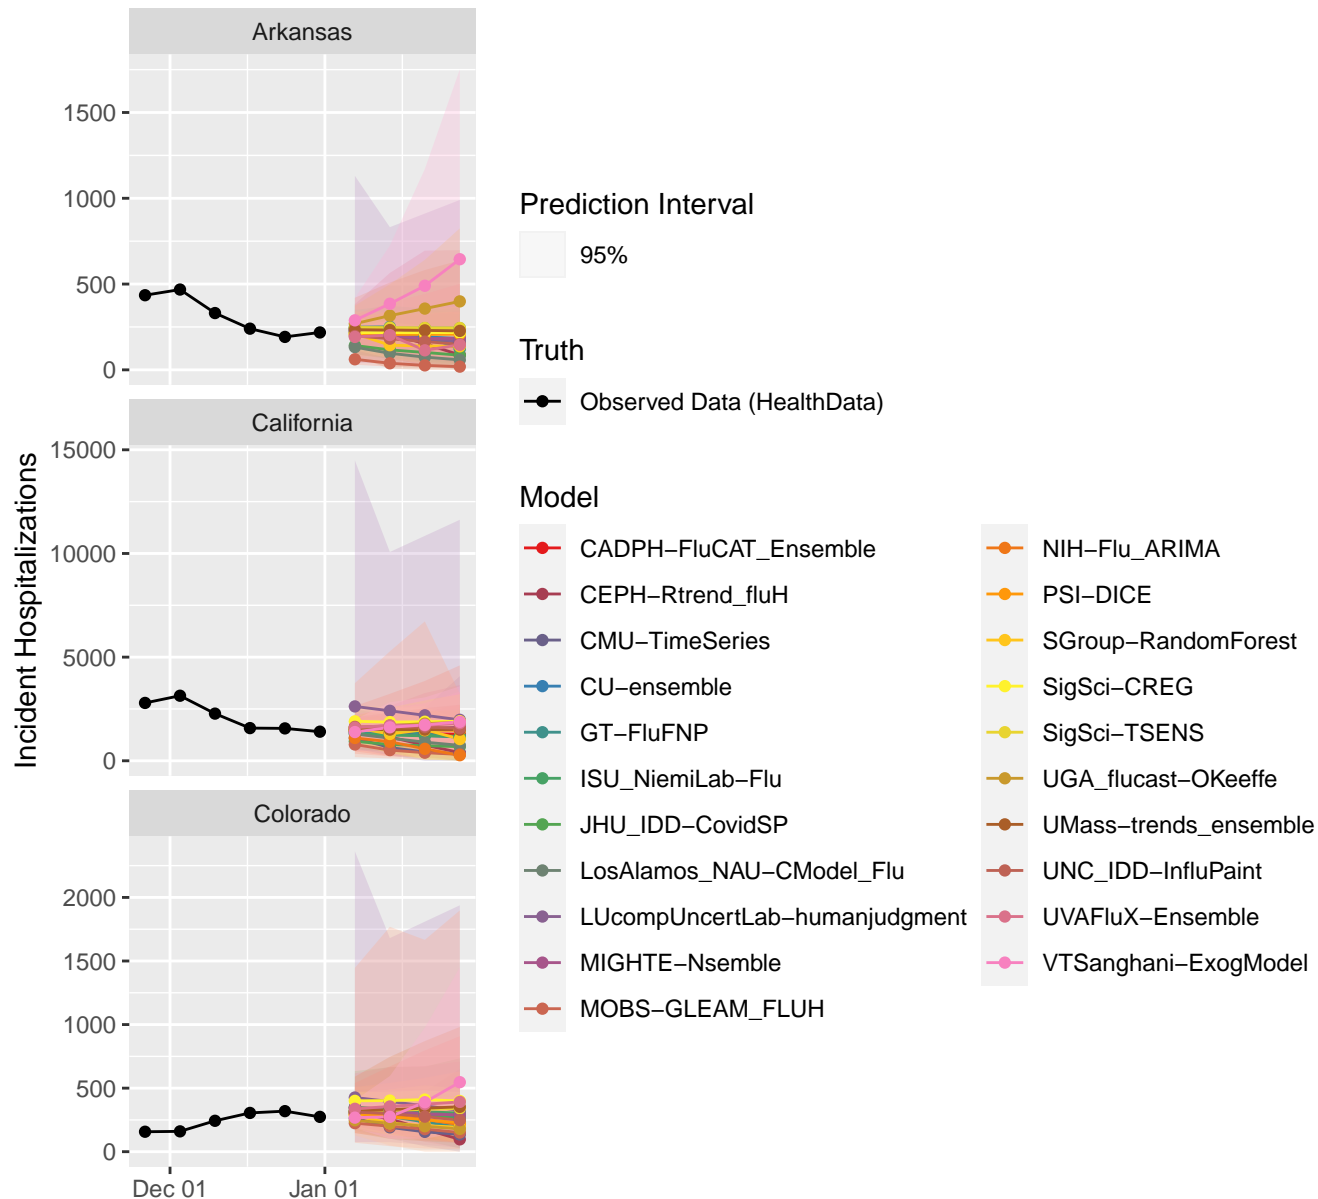 Arkansas
1500
1000
500
0
California
15000
10000
5000
0
Colorado
2000
1500
1000
500
0
Dec 01
Jan 01
Incident Hospitalizations
Prediction Interval
95%
Truth
Observed Data (HealthData)
Model
CADPH−FluCAT_Ensemble
CEPH−Rtrend_fluH
CMU−TimeSeries
CU−ensemble
GT−FluFNP
ISU_NiemiLab−Flu
JHU_IDD−CovidSP
LosAlamos_NAU−CModel_Flu
LUcompUncertLab−humanjudgment
MIGHTE−Nsemble
MOBS−GLEAM_FLUH
NIH−Flu_ARIMA
PSI−DICE
SGroup−RandomForest
SigSci−CREG
SigSci−TSENS
UGA_flucast−OKeeffe
UMass−trends_ensemble
UNC_IDD−InfluPaint
UVAFluX−Ensemble
VTSanghani−ExogModel